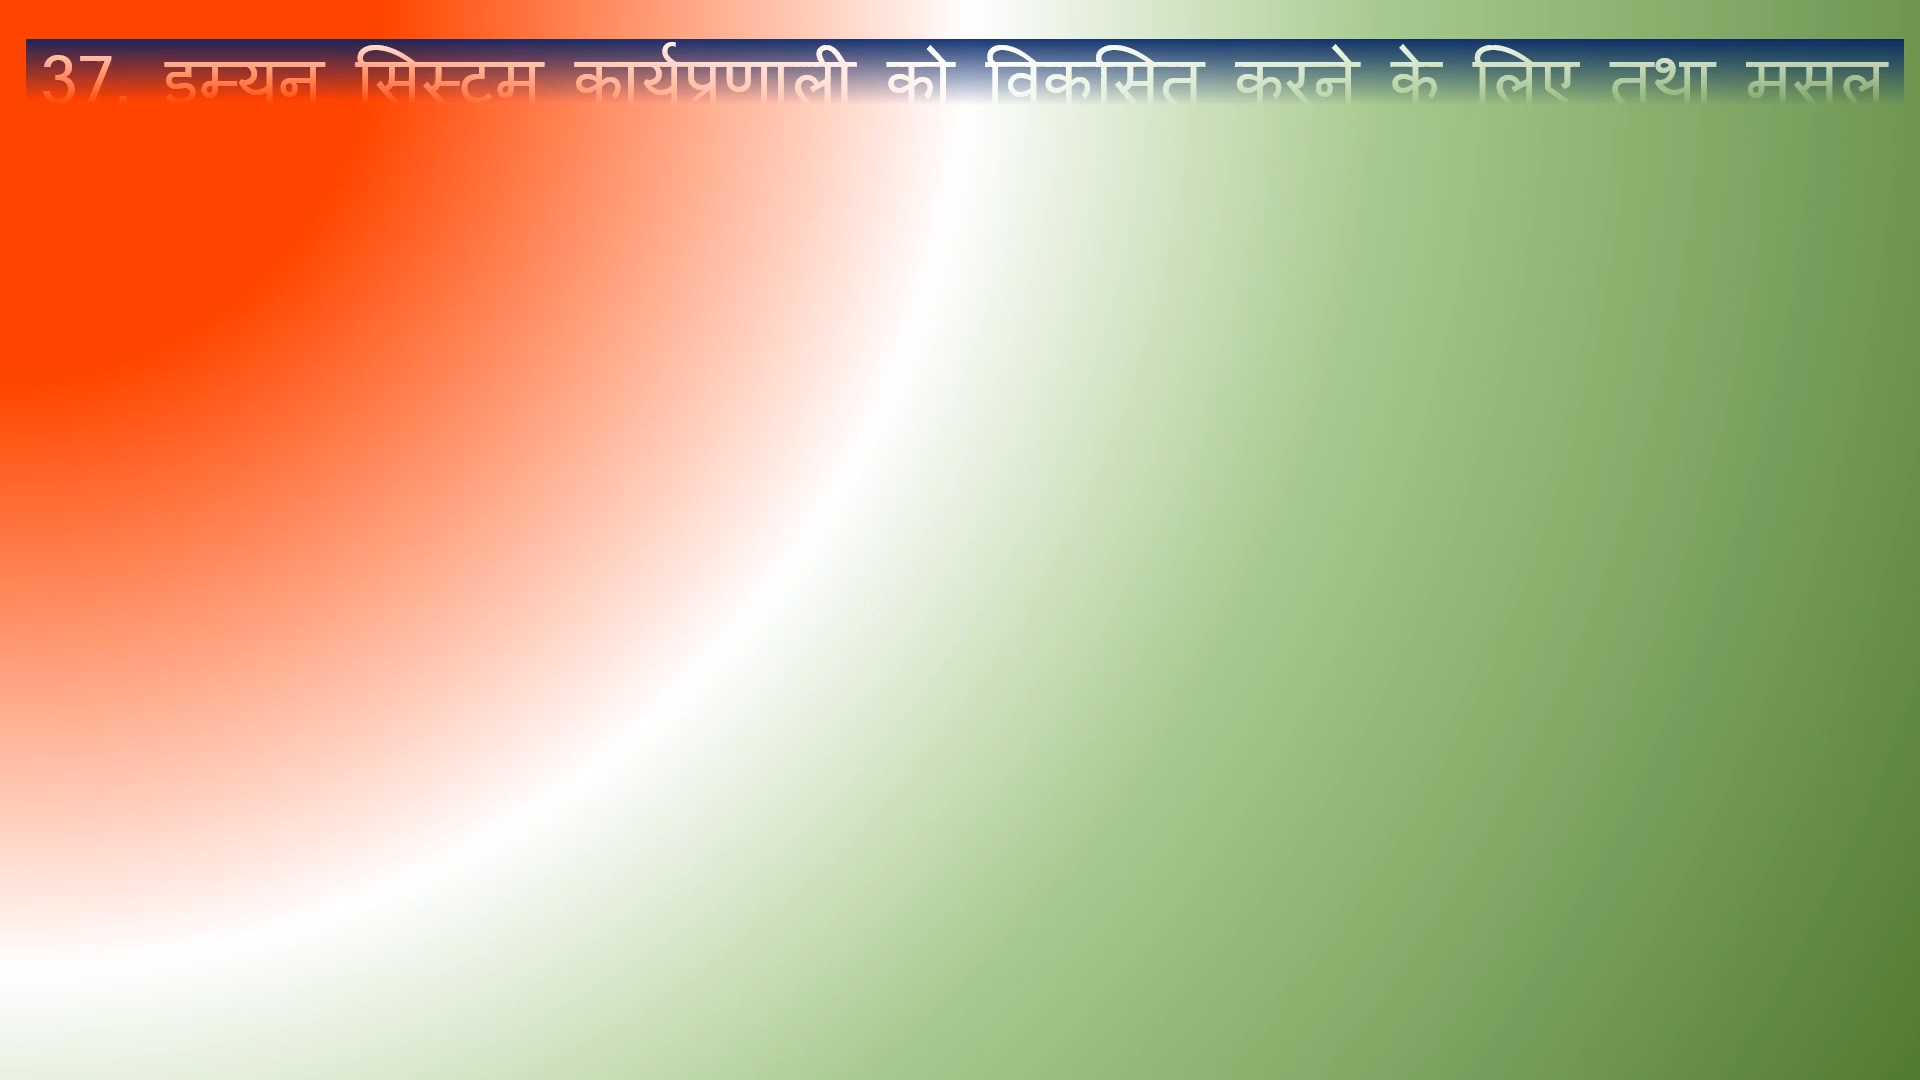 37. इम्यून सिस्टम कार्यप्रणाली को विकसित करने के लिए तथा मसल